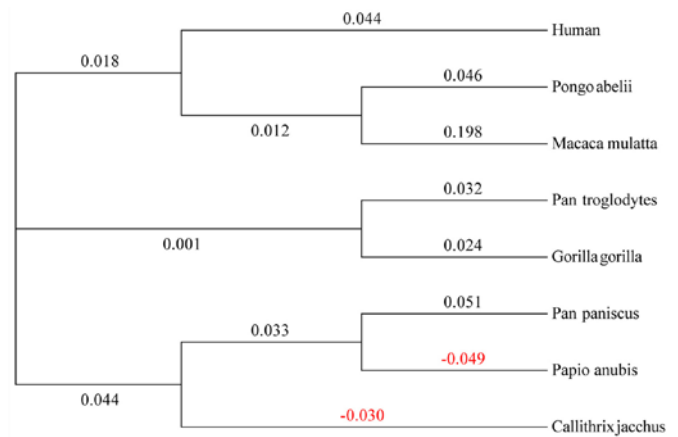 0.044
Human
0.018
0.046
Pongo abelii
0.012
0.198
Macaca mulatta
0.032
Pan troglodytes
0.001
0.024
Gorilla gorilla
0.051
Pan paniscus
0.033
-0.049
Papio anubis
0.044
-0.030
Callithrix jacchus